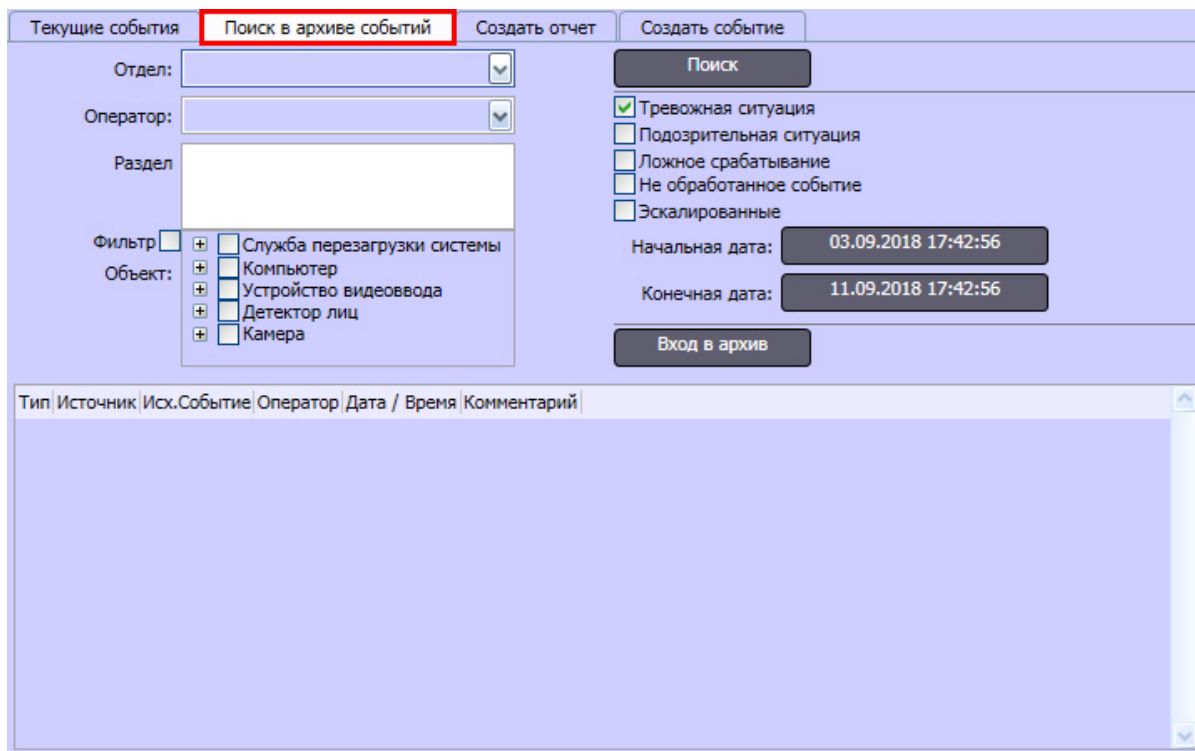 Текущие события
Поиск в архиве событий
Создать отчет
Создать событие
Отдел:
Поиск
Оператор:
Тревожная ситуация
Подозрительная ситуация
Раздел
Ложное срабатывание
Не обработанное событие
Эскалированные
Фильтр
Служба перезагрузки системы
Начальная дата: 03.09.2018 17:42:56
Объект:
Компьютер
Устройство видеоввода
Конечная дата: 11.09.2018 17:42:56
Детектор лиц
Камера
Вход в архив
Тип Источник Исх.Событие Оператор Дата / Время Комментарий